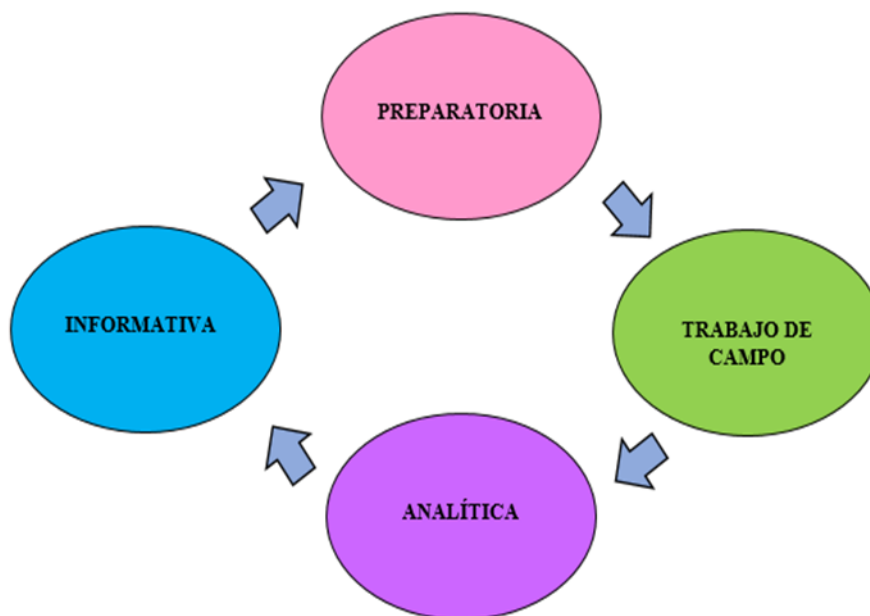 PREPARATORIA
INFORMATIVA
TRABAJO DE
CAMPO
ANALÍTICA